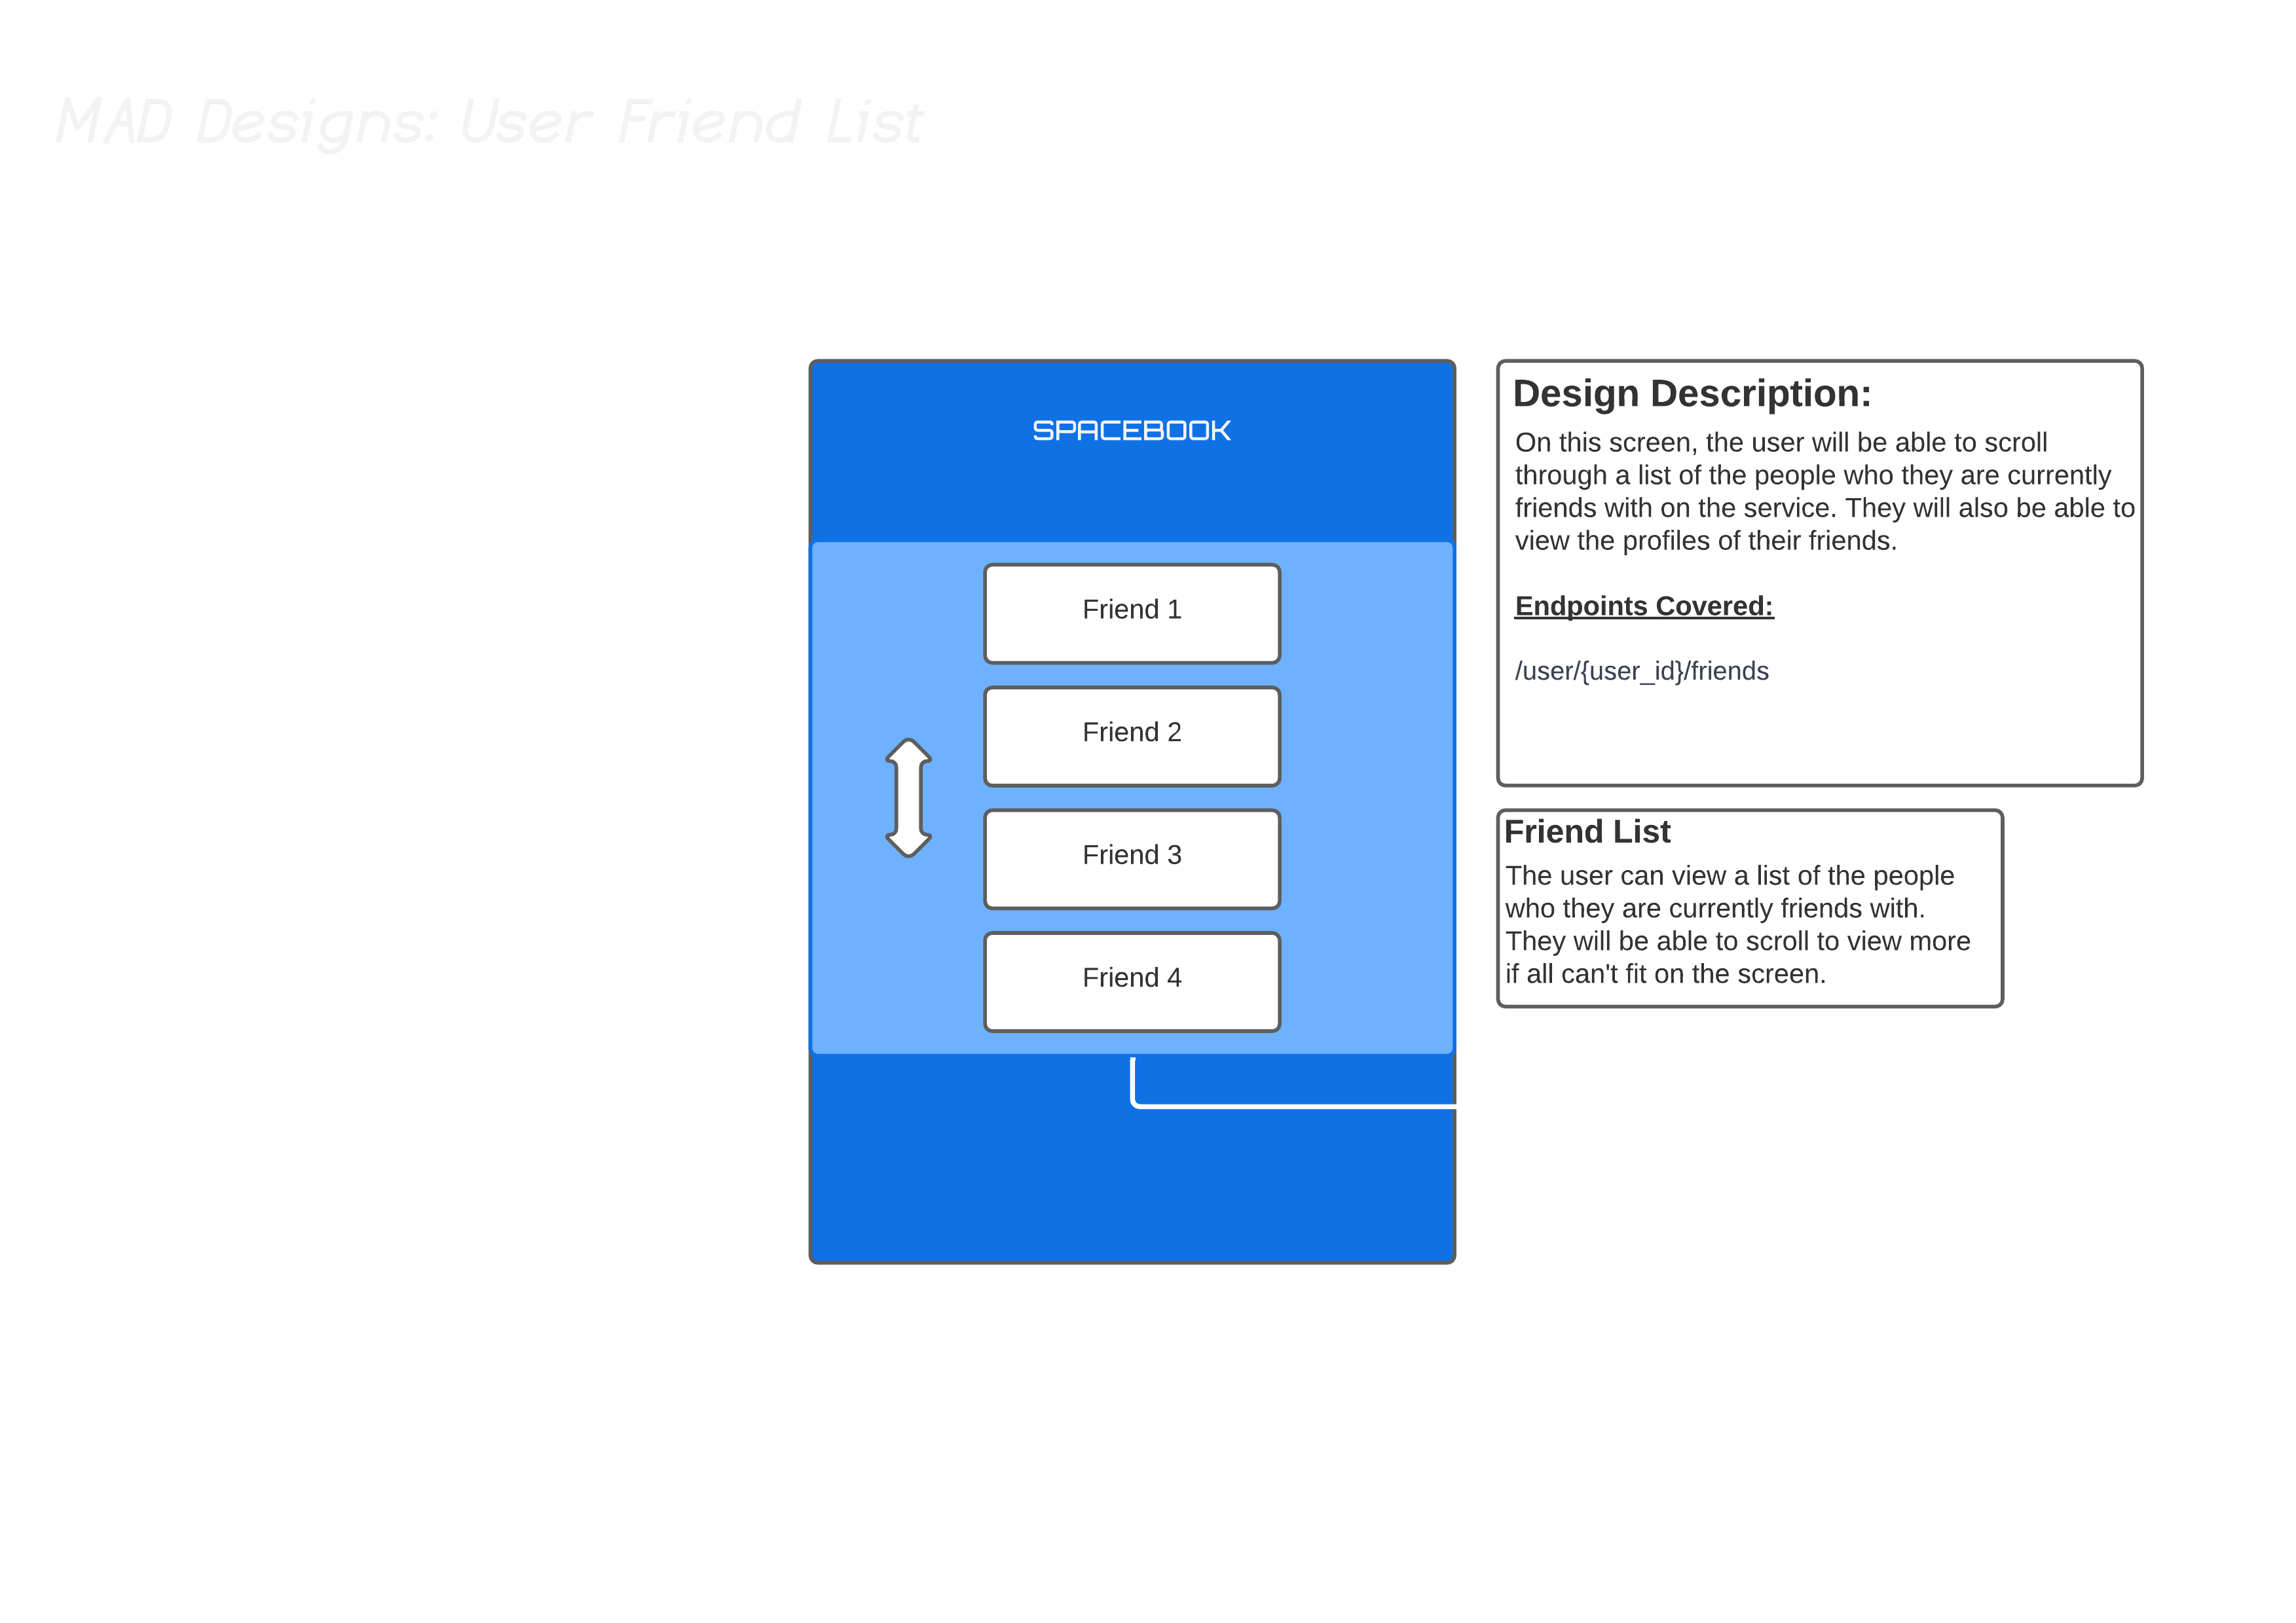 MAD Designs: User Friend List
SPACEBOOK
Friend 1
Friend 2
Friend 3
Friend 4
Design Description:
On this screen, the user will be able to scroll
through a list of the people who they are currently
friends with on the service. They will also be able to
view the profiles of their friends.
Endpoints Covered:
/user/{user_id}/friends
Friend List
The user can view a list of the people
who they are currently friends with.
They will be able to scroll to view more
if all can't fit on the screen.